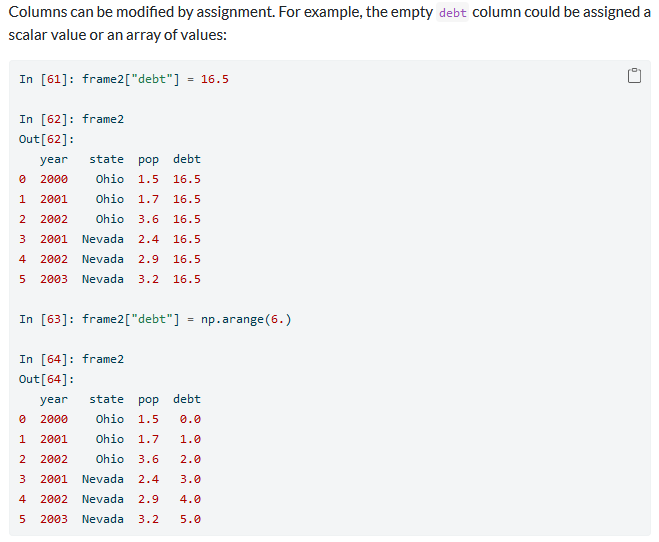 Columns can be modified by assignment. For example, the empty debt column could be assigned a
scalar value or an array of values:
In [61]: frame2["debt"] = 16.5
In [62]: frame2
Out[62]:
   year   state  pop  debt
0  2000    Ohio  1.5  16.5
1  2001    Ohio  1.7  16.5
2  2002    Ohio  3.6  16.5
3  2001  Nevada  2.4  16.5
4  2002  Nevada  2.9  16.5
5  2003  Nevada  3.2  16.5
In [63]: frame2["debt"] = np.arange(6.)
In [64]: frame2
Out[64]:
   year   state  pop  debt
0  2000    Ohio  1.5   0.0
1  2001    Ohio  1.7   1.0
2  2002    Ohio  3.6   2.0
3  2001  Nevada  2.4   3.0
4  2002  Nevada  2.9   4.0
5  2003  Nevada  3.2   5.0